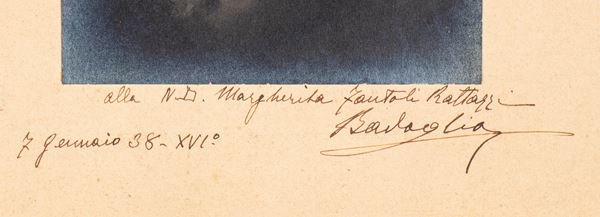 alla N.D. Margherita Fantoli Rattazzi
Badoglio
7 Gennaio 38 - XVI°